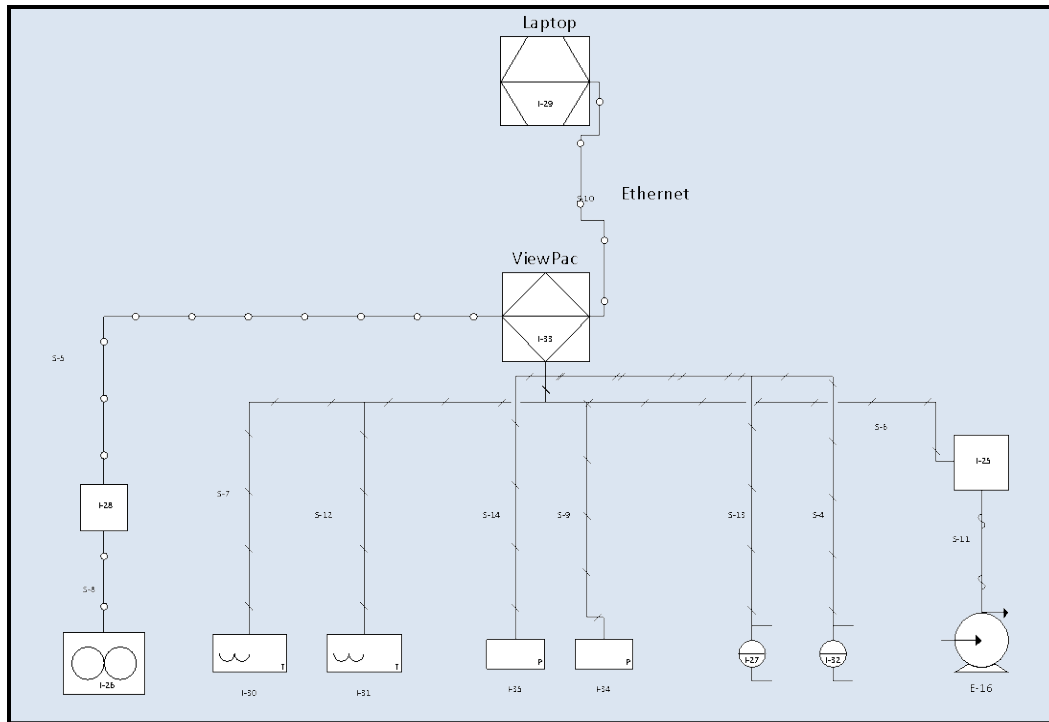 Laptop
I-29
S-10
Ethernet
ViewPac
I-33
S-5
S-6
I-25
I-28
S-7
S-12
S-14
S-9
S-13
S-4
S-11
S-8
T
T
P
P
I-27
I-32
I-26
I-30
I-31
I-35
I-34
E-16